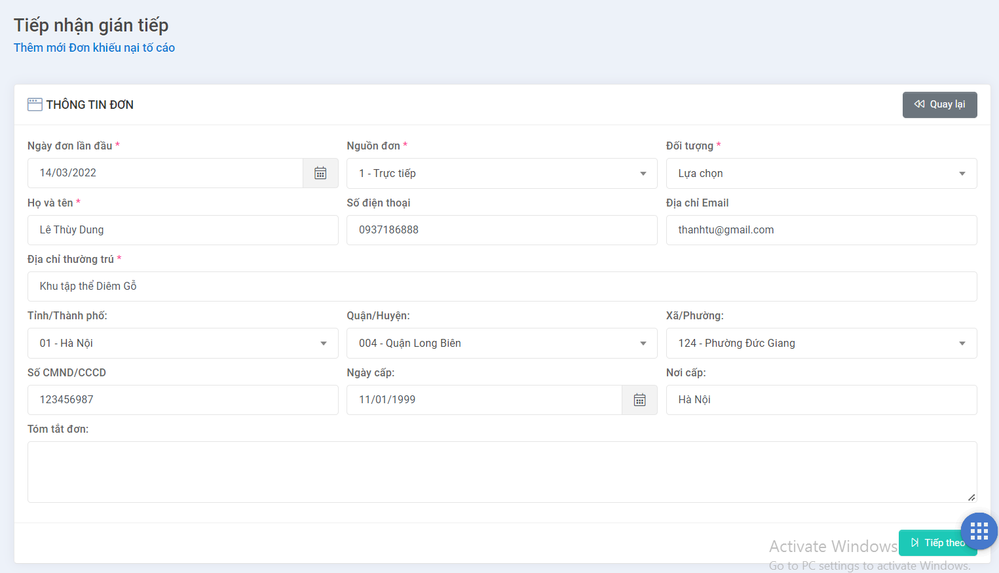 Tiếp nhận gián tiếp
Thêm mới Đơn khiếu nại tố cáo
THÔNG TIN ĐƠN
Quay lại
Ngày đơn lần đầu * Nguồn đơn * Đối tượng *
14/03/2022 1 - Trực tiếp Lựa chọn
Họ và tên * Số điện thoại Địa chỉ Email
Lê Thùy Dung 0937186888 thanhtu@gmail.com
Địa chỉ thường trú *
Khu tập thể Diêm Gỗ
Tỉnh/Thành phố: Quận/Huyện: Xã/Phường:
01 - Hà Nội 004 - Quận Long Biên 124 - Phường Đức Giang
Số CMND/CCCD Ngày cấp: Nơi cấp:
123456987 11/01/1999 Hà Nội
Tóm tắt đơn:
Tiếp theo
Activate Windows
Go to PC settings to activate Windows.